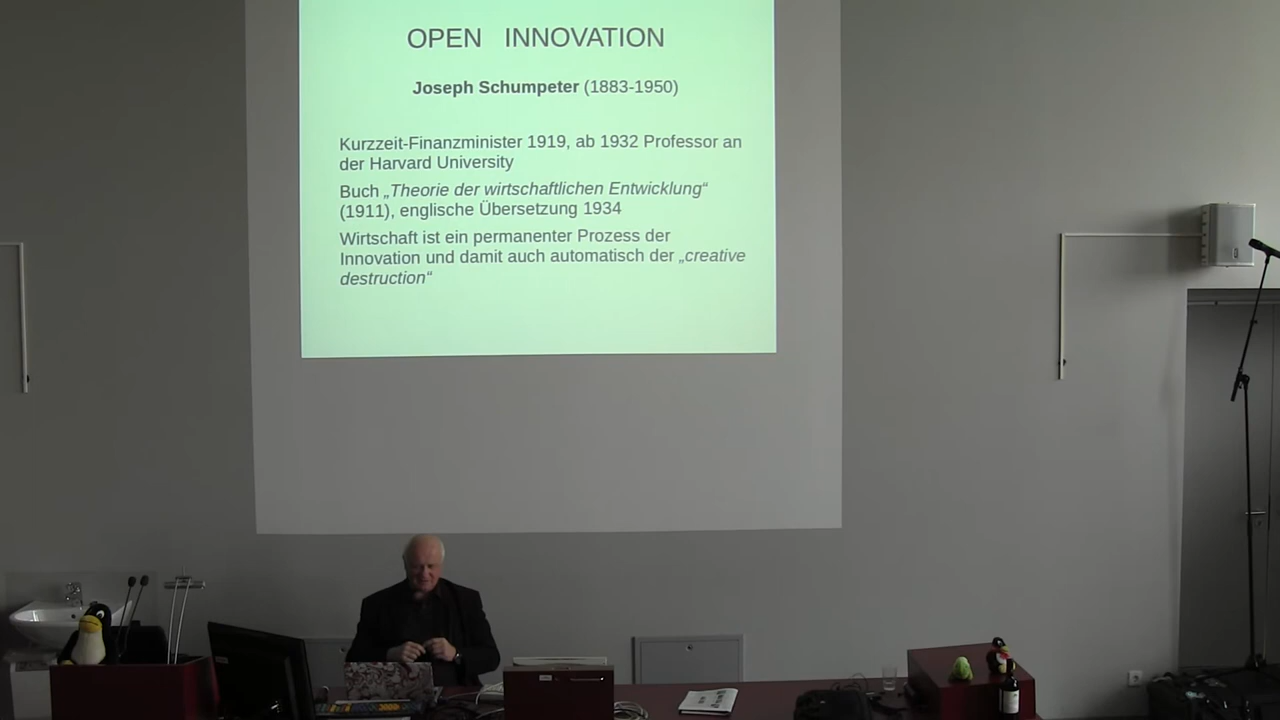 OPEN INNOVATION
Joseph Schumpeter (1883-1950)
Kurzzeit-Finanzminister 1919, ab 1932 Professor an
der Harvard University
Buch „Theorie der wirtschaftlichen Entwicklung“
(1911), englische Übersetzung 1934
Wirtschaft ist ein permanenter Prozess der
Innovation und damit auch automatisch der „creative
destruction“